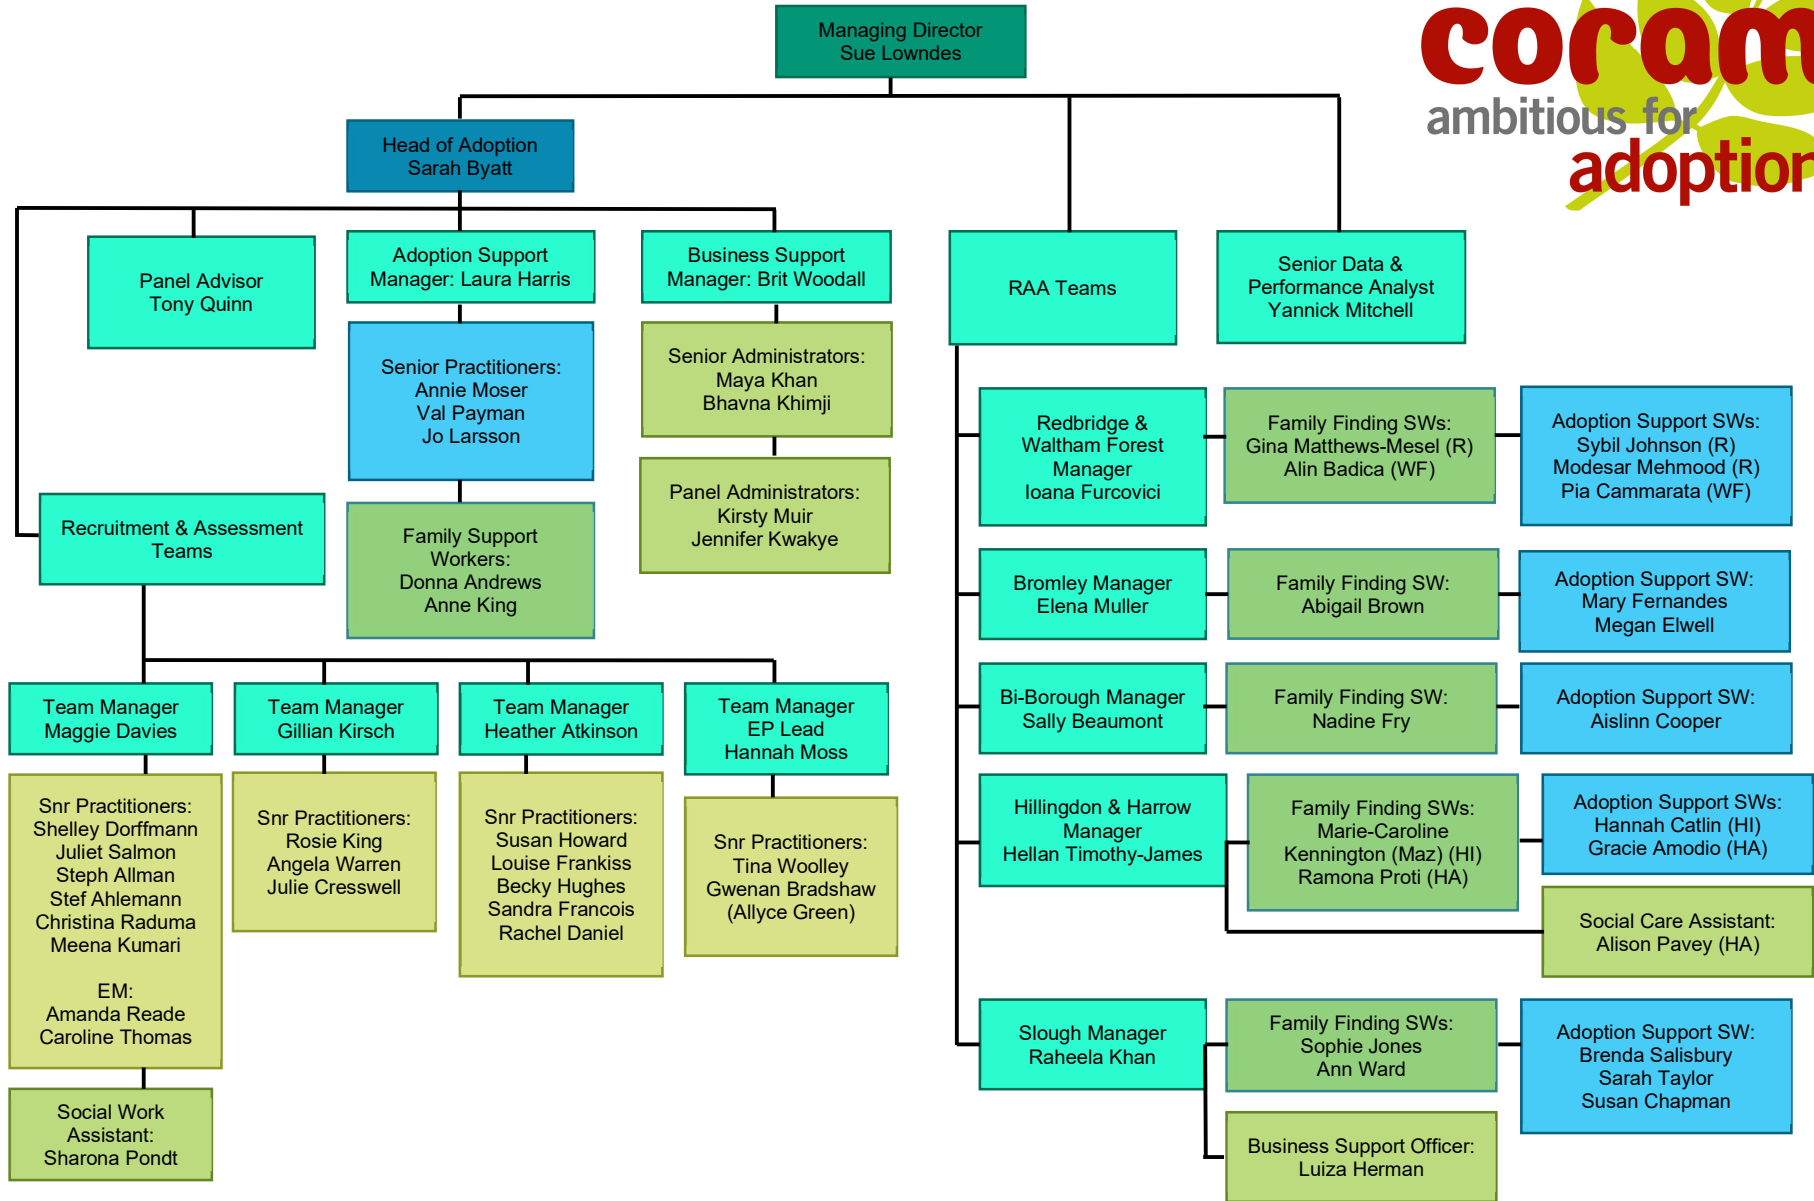 Managing Director
Sue Lowndes
coram
ambitious for
adoption
Head of Adoption
Sarah Byatt
Panel Advisor
Tony Quinn
Adoption Support
Manager: Laura Harris
Business Support
Manager: Brit Woodall
RAA Teams
Senior Data &
Performance Analyst
Yannick Mitchell
Senior Practitioners:
Annie Moser
Val Payman
Jo Larsson
Senior Administrators:
Maya Khan
Bhavna Khimji
Panel Administrators:
Kirsty Muir
Jennifer Kwakye
Family Support
Workers:
Donna Andrews
Anne King
Recruitment & Assessment
Teams
Team Manager
Maggie Davies
Team Manager
Gillian Kirsch
Team Manager
Heather Atkinson
Team Manager
EP Lead
Hannah Moss
Snr Practitioners:
Shelley Dorffmann
Juliet Salmon
Steph Allman
Stef Ahlemann
Christina Raduma
Meena Kumari
EM:
Amanda Reade
Caroline Thomas
Snr Practitioners:
Rosie King
Angela Warren
Julie Cresswell
Snr Practitioners:
Susan Howard
Louise Frankiss
Becky Hughes
Sandra Francois
Rachel Daniel
Snr Practitioners:
Tina Woolley
Gwenan Bradshaw
(Allyce Green)
Social Work
Assistant:
Sharona Pondt
Redbridge &
Waltham Forest
Manager
Ioana Furcovici
Family Finding SWs:
Gina Matthews-Mesel (R)
Alin Badica (WF)
Adoption Support SWs:
Sybil Johnson (R)
Modesar Mehmood (R)
Pia Cammarata (WF)
Bromley Manager
Elena Muller
Family Finding SW:
Abigail Brown
Adoption Support SW:
Mary Fernandes
Megan Elwell
Bi-Borough Manager
Sally Beaumont
Family Finding SW:
Nadine Fry
Adoption Support SW:
Aislinn Cooper
Hillingdon & Harrow
Manager
Hellan Timothy-James
Family Finding SWs:
Marie-Caroline
Kennington (Maz) (HI)
Ramona Proti (HA)
Adoption Support SWs:
Hannah Catlin (HI)
Gracie Amodio (HA)
Social Care Assistant:
Alison Pavey (HA)
Slough Manager
Raheela Khan
Family Finding SWs:
Sophie Jones
Ann Ward
Adoption Support SW:
Brenda Salisbury
Sarah Taylor
Susan Chapman
Business Support Officer:
Luiza Herman